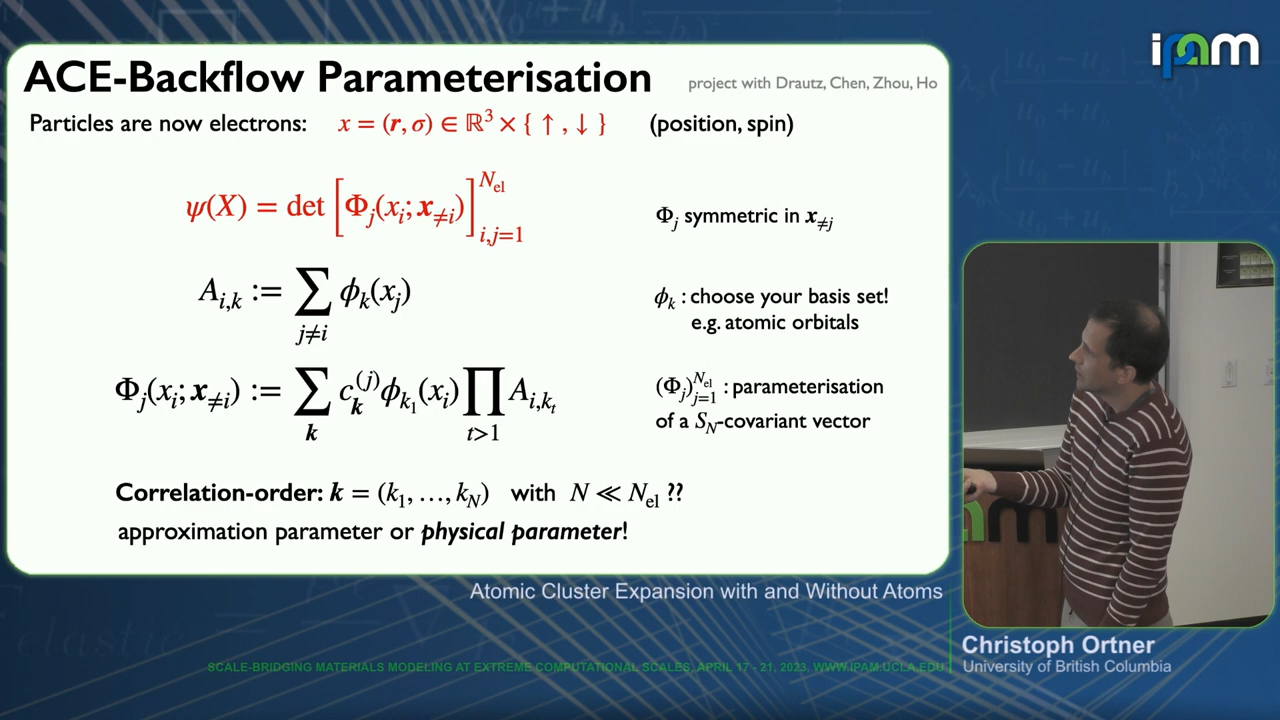 ACE-Backflow Parameterisation
project with Drautz, Chen, Zhou, Ho
ipam
Particles are now electrons: x = (r, σ) ∈ ℝ³ × { ↑ , ↓ } (position, spin)
ψ(X) = det [Φ_j(x_i; x_{≠i})]_{i,j=1}^{N_el}
Φ_j symmetric in x_{≠j}
A_{i,k} := ∑_{j≠i} ϕ_k(x_j)
ϕ_k : choose your basis set!
e.g. atomic orbitals
Φ_j(x_i; x_{≠i}) := ∑_k c_k^{(j)} ϕ_{k_1}(x_i) ∏_{t>1} A_{i,k_t}
(Φ_j)_{j=1}^{N_el} : parameterisation
of a S_N-covariant vector
Correlation-order: k = (k_1, …, k_N) with N ≪ N_el ??
approximation parameter or physical parameter!
Atomic Cluster Expansion with and Without Atoms
Christoph Ortner
University of British Columbia
SCALE-BRIDGING MATERIALS MODELING AT EXTREME COMPUTATIONAL SCALES, APRIL 17 - 21, 2023, WWW.IPAM.UCLA.EDU
elastic